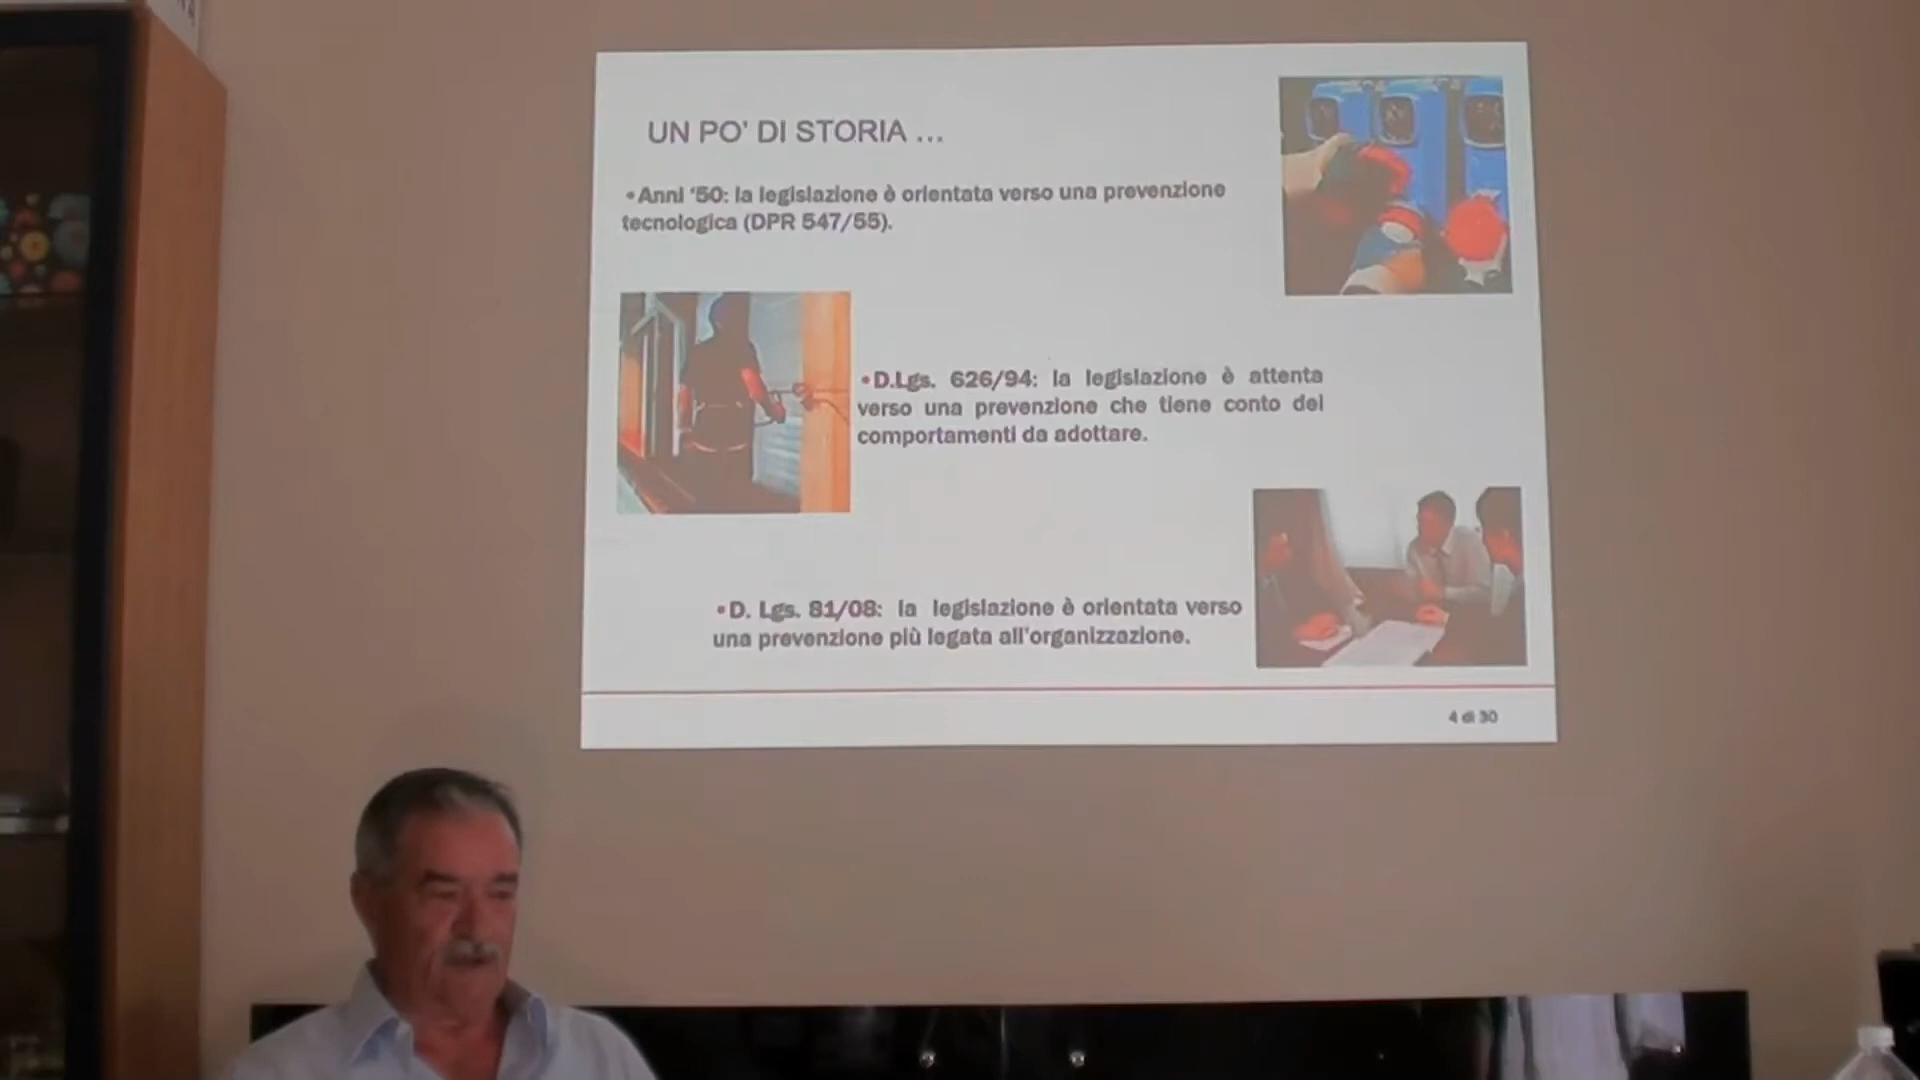 UN PO' DI STORIA ...
•Anni '50: la legislazione è orientata verso una prevenzione
tecnologica (DPR 547/55).
•D.Lgs. 626/94: la legislazione è attenta
verso una prevenzione che tiene conto dei
comportamenti da adottare.
•D. Lgs. 81/08: la legislazione è orientata verso
una prevenzione più legata all'organizzazione.
4 di 30